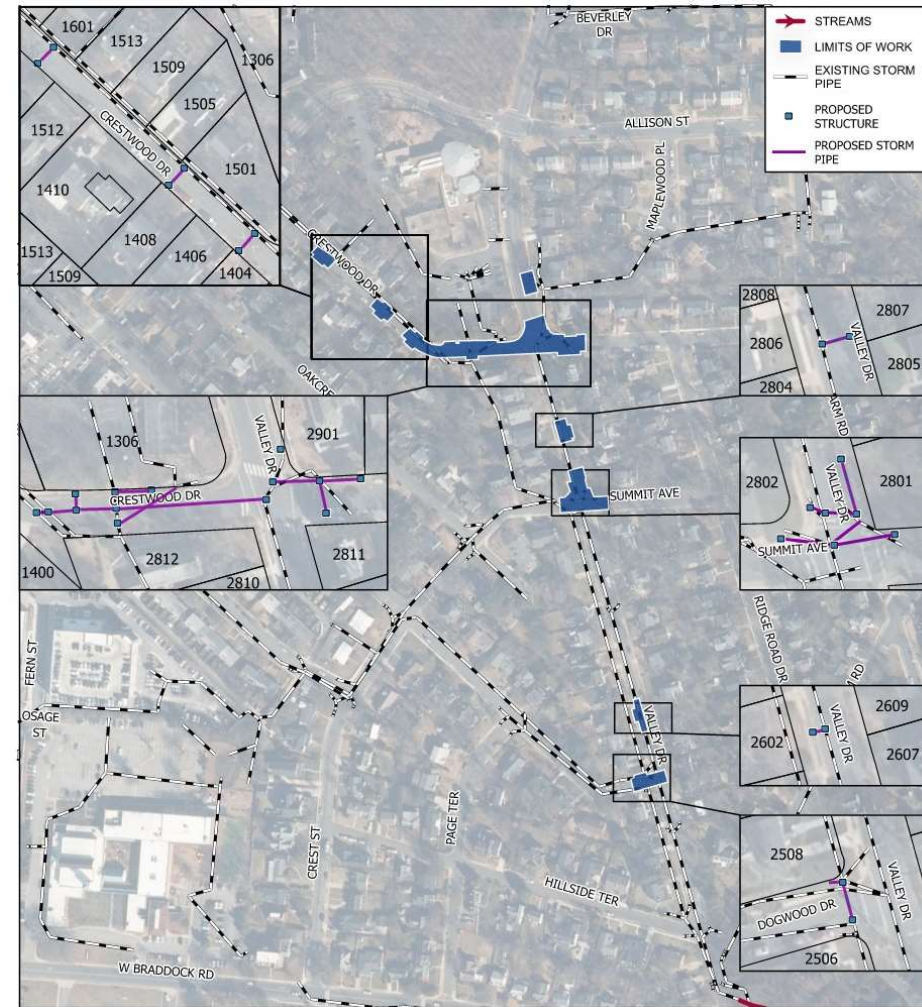 STREAMS
LIMITS OF WORK
EXISTING STORM
PIPE
PROPOSED
STRUCTURE
PROPOSED STORM
PIPE
BEVERLEY
DR
ALLISON ST
MAPLEWOOD PL
1601
1513
1509
1306
1505
1512
CRESTWOOD DR
1501
1410
1408
1406
1404
1513
1509
CRESTWOOD DR
2808
2807
2806
VALLEY DR
2805
2804
ARM RD
1306
VALLEY DR
2901
CRESTWOOD DR
1400
2812
2810
2811
2802
VALLEY DR
2801
SUMMIT AVE
SUMMIT AVE
FERN ST
OSAGE
ST
RIDGE ROAD DR
VALLEY DR
2602
VALLEY DR
2609
2607
CREST ST
PAGE TER
HILLSIDE TER
2508
DOGWOOD DR
VALLEY DR
2506
W BRADDOCK RD